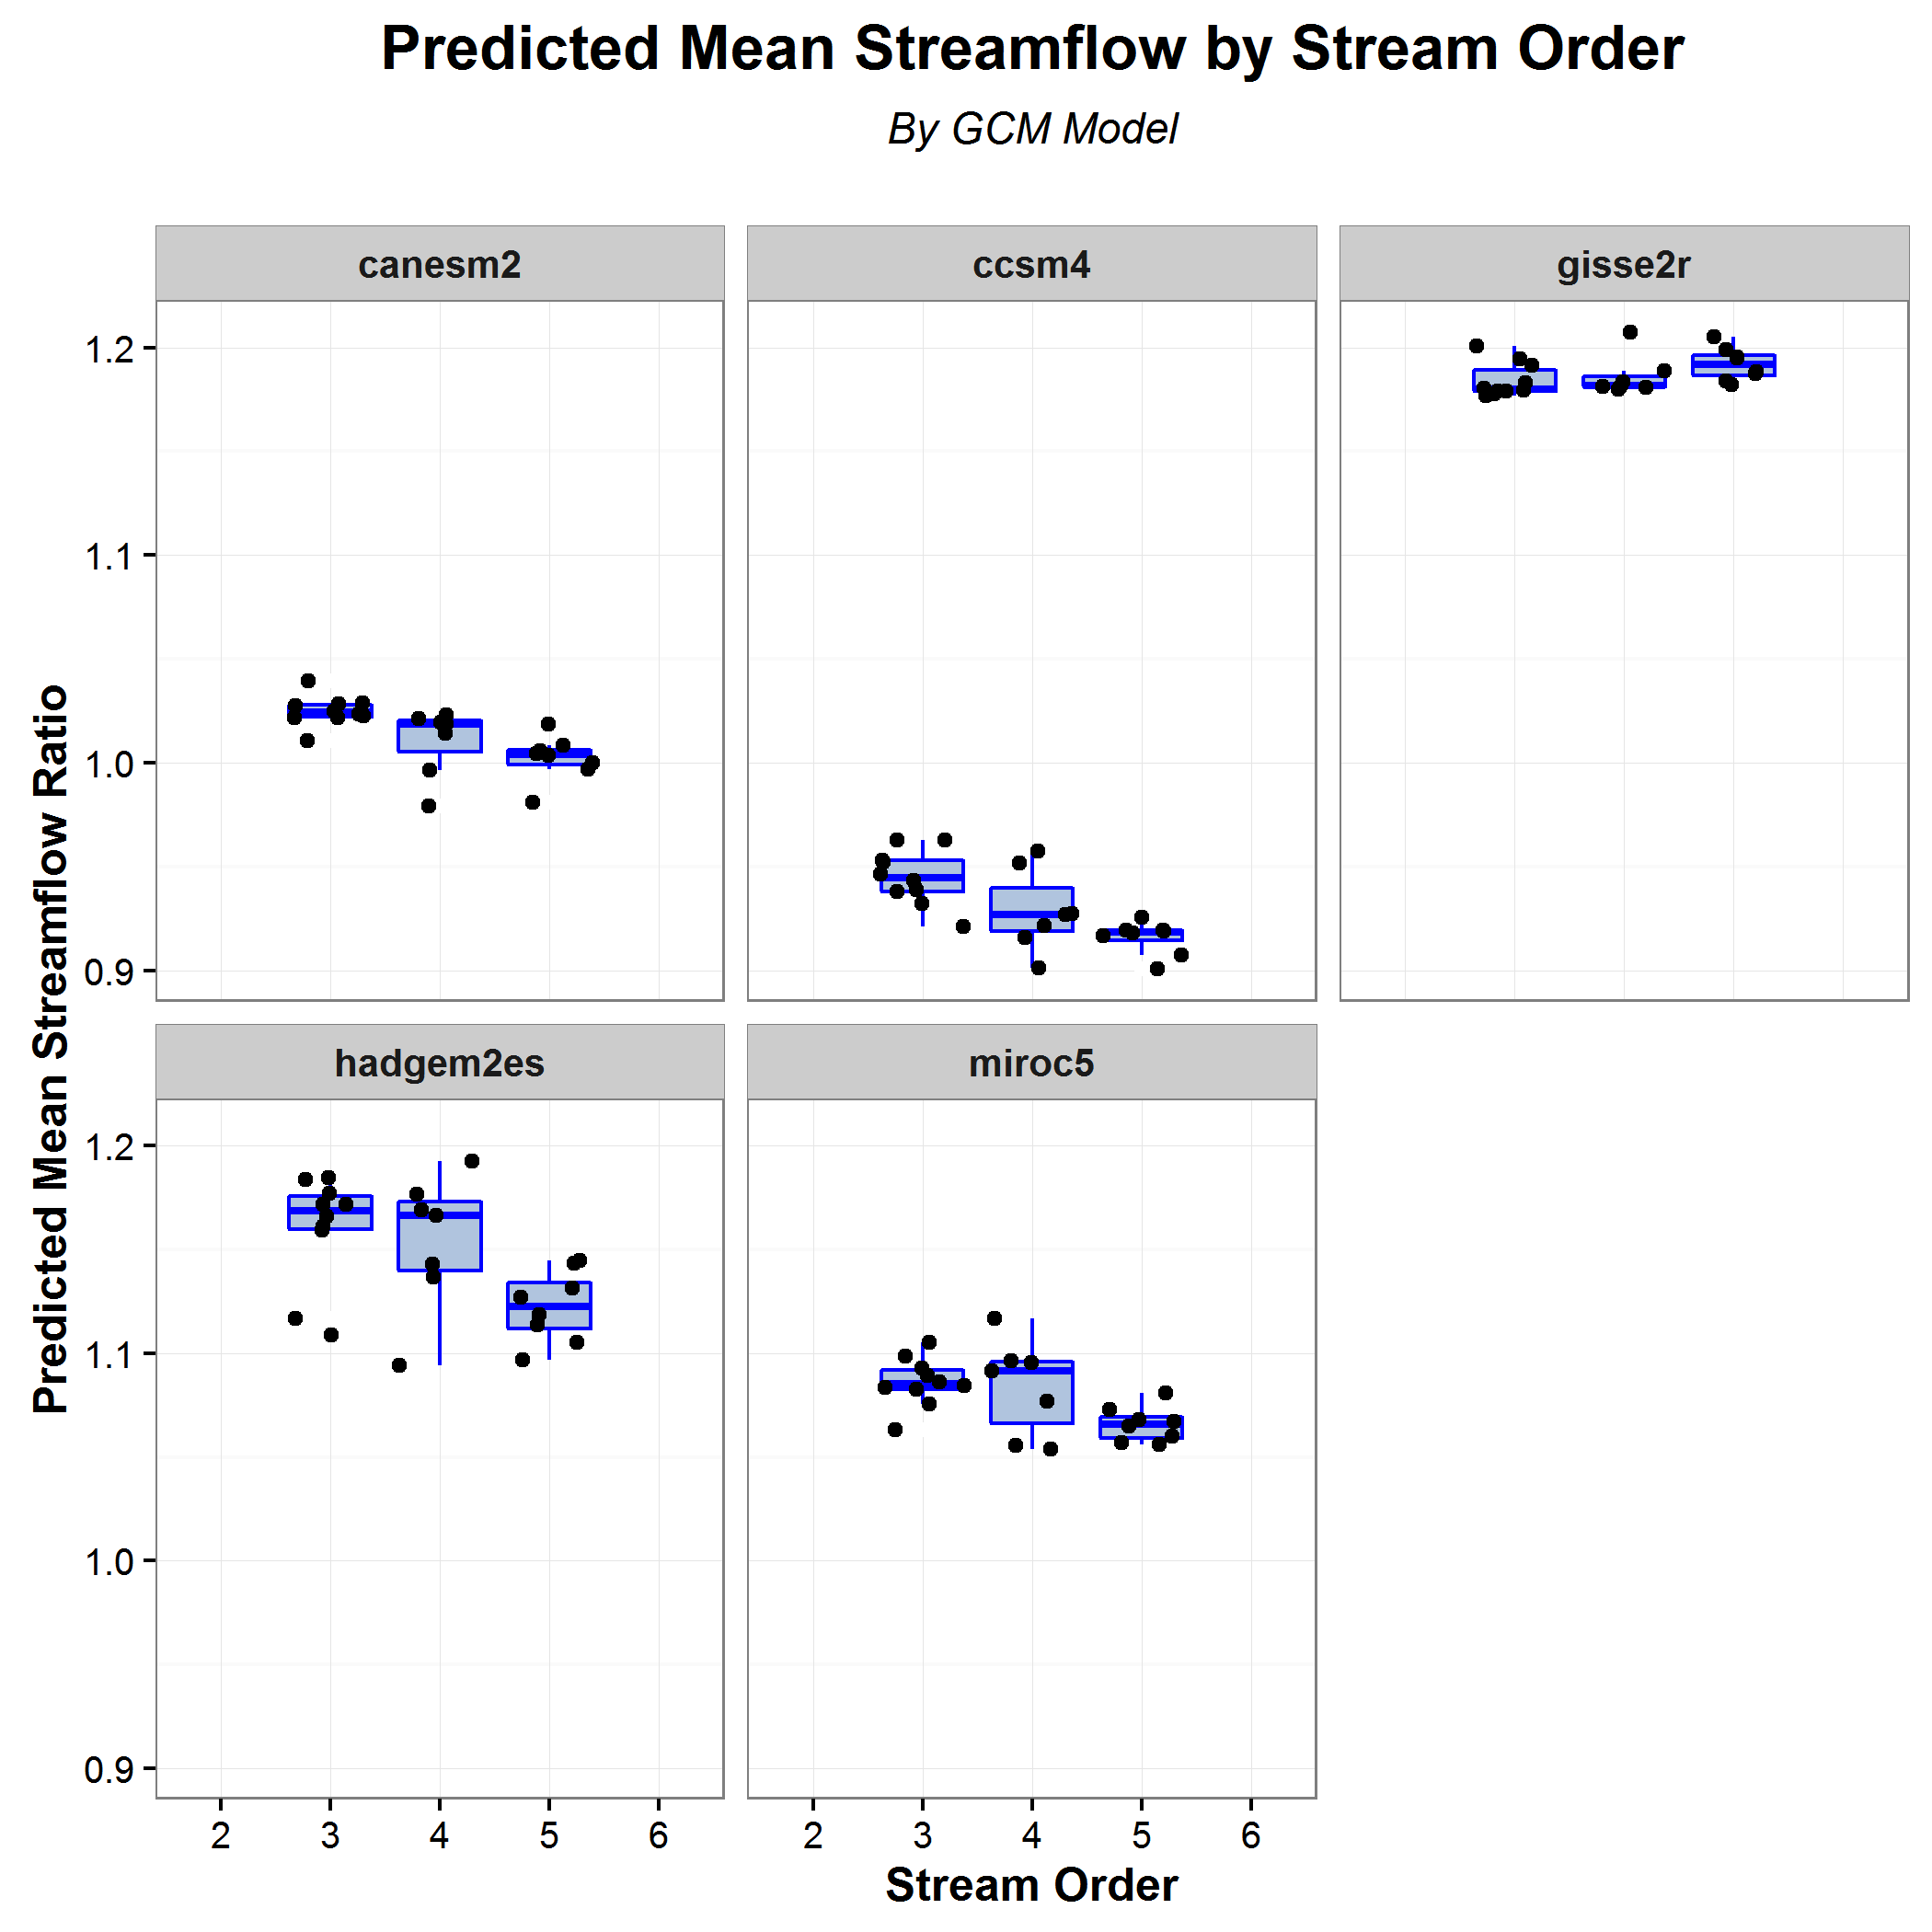 Predicted Mean Streamflow by Stream Order
By GCM Model
canesm2
ccsm4
gisse2r
1.2
1.1
1.0
0.9
Predicted Mean Streamflow Ratio
hadgem2es
miroc5
1.2
1.1
1.0
0.9
2 3 4 5 6
2 3 4 5 6
Stream Order